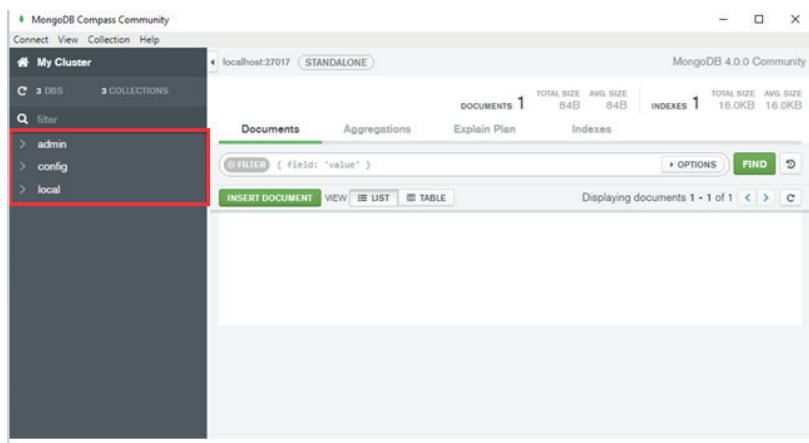 MongoDB Compass Community
Connect View Collection Help
My Cluster
localhost:27017 STANDALONE MongoDB 4.0.0 Community
3 DBS 3 COLLECTIONS
filter
admin
config
local
DOCUMENTS 1 TOTAL SIZE 84B AVG. SIZE 84B INDEXES 1 TOTAL SIZE 16.0KB AVG. SIZE 16.0KB
Documents Aggregations Explain Plan Indexes
FILTER { field: 'value' } OPTIONS FIND
INSERT DOCUMENT VIEW LIST TABLE Displaying documents 1 - 1 of 1